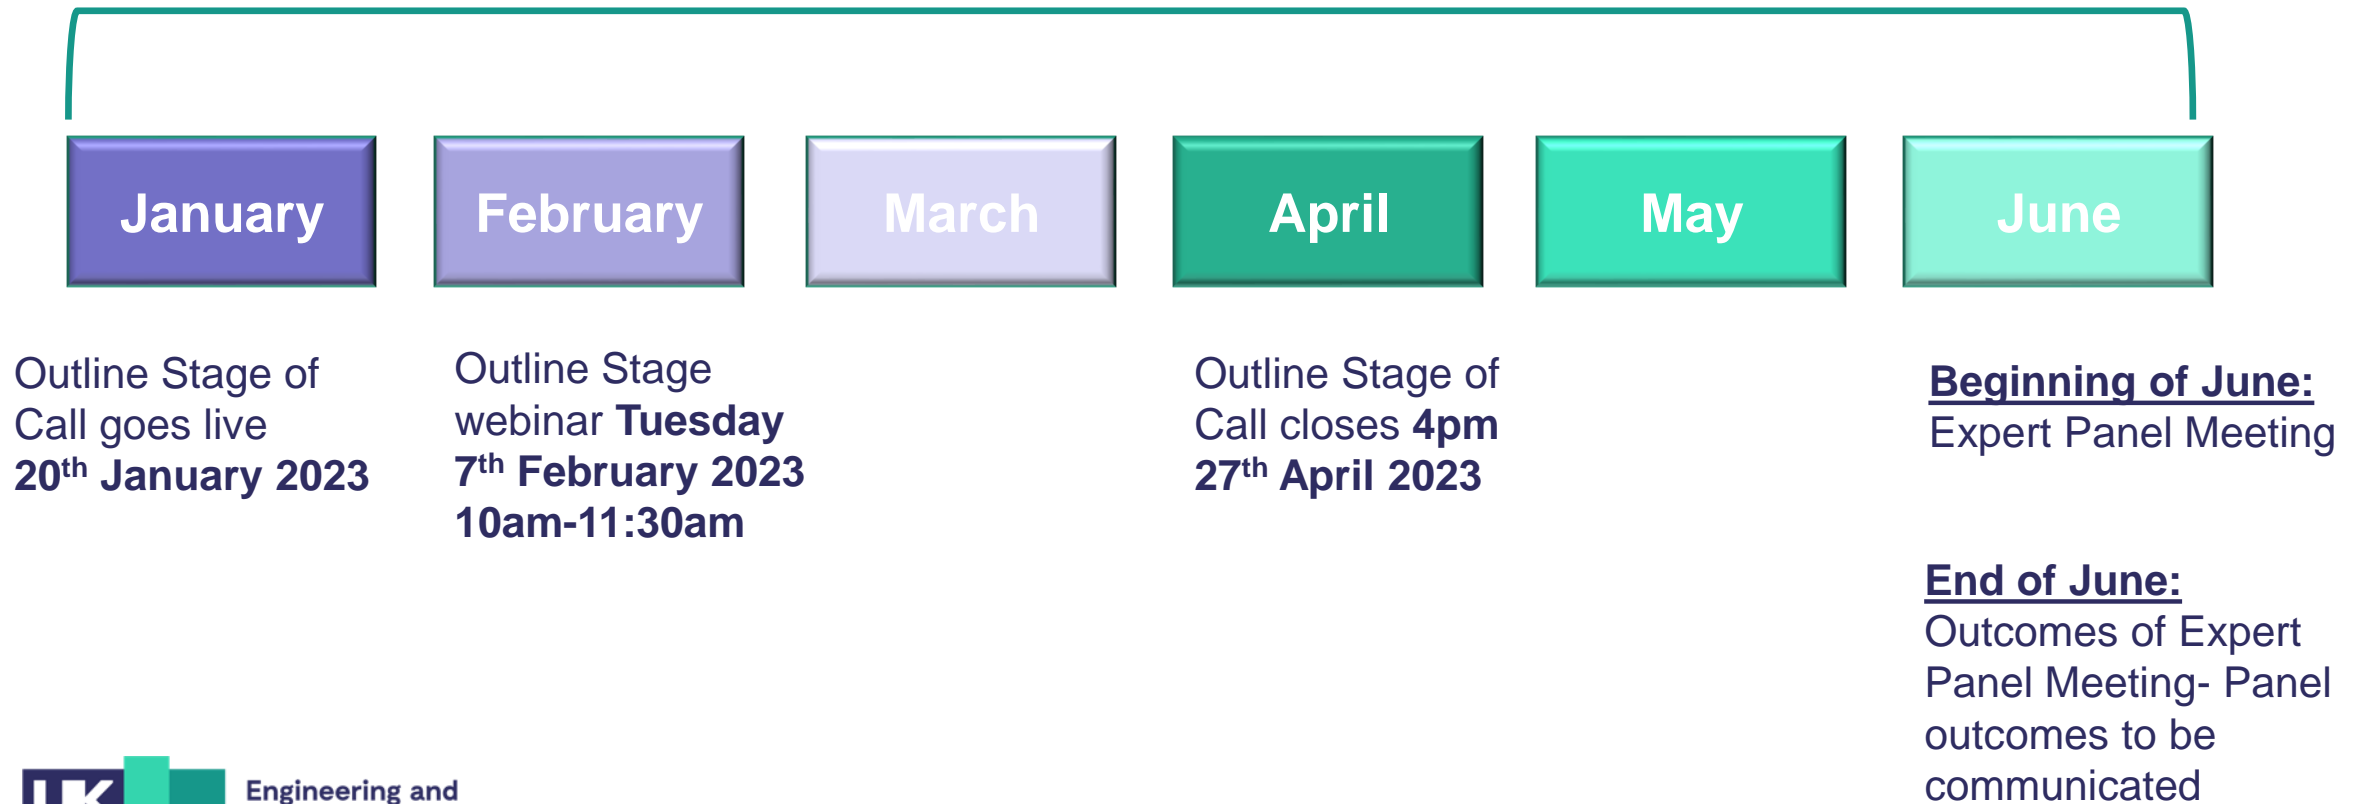 January
February
March
April
May
June
Outline Stage of
Call goes live
20th January 2023
Outline Stage
webinar Tuesday
7th February 2023
10am-11:30am
Outline Stage of
Call closes 4pm
27th April 2023
Beginning of June:
Expert Panel Meeting
End of June:
Outcomes of Expert
Panel Meeting- Panel
outcomes to be
communicated
UK
Engineering and